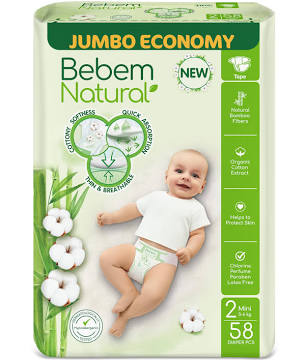 JUMBO ECONOMY
Bebem
Natural
NEW
Tape
COTTONY SOFTNESS
QUICK ABSORPTION
THIN & BREATHABLE
Natural
Bamboo
Fibers
Organic
Cotton
Extract
Helps to
Protect Skin
Chlorine
Perfume
Paraben
Latex Free
2 Mini
3-6 kg
58
DIAPER PCS